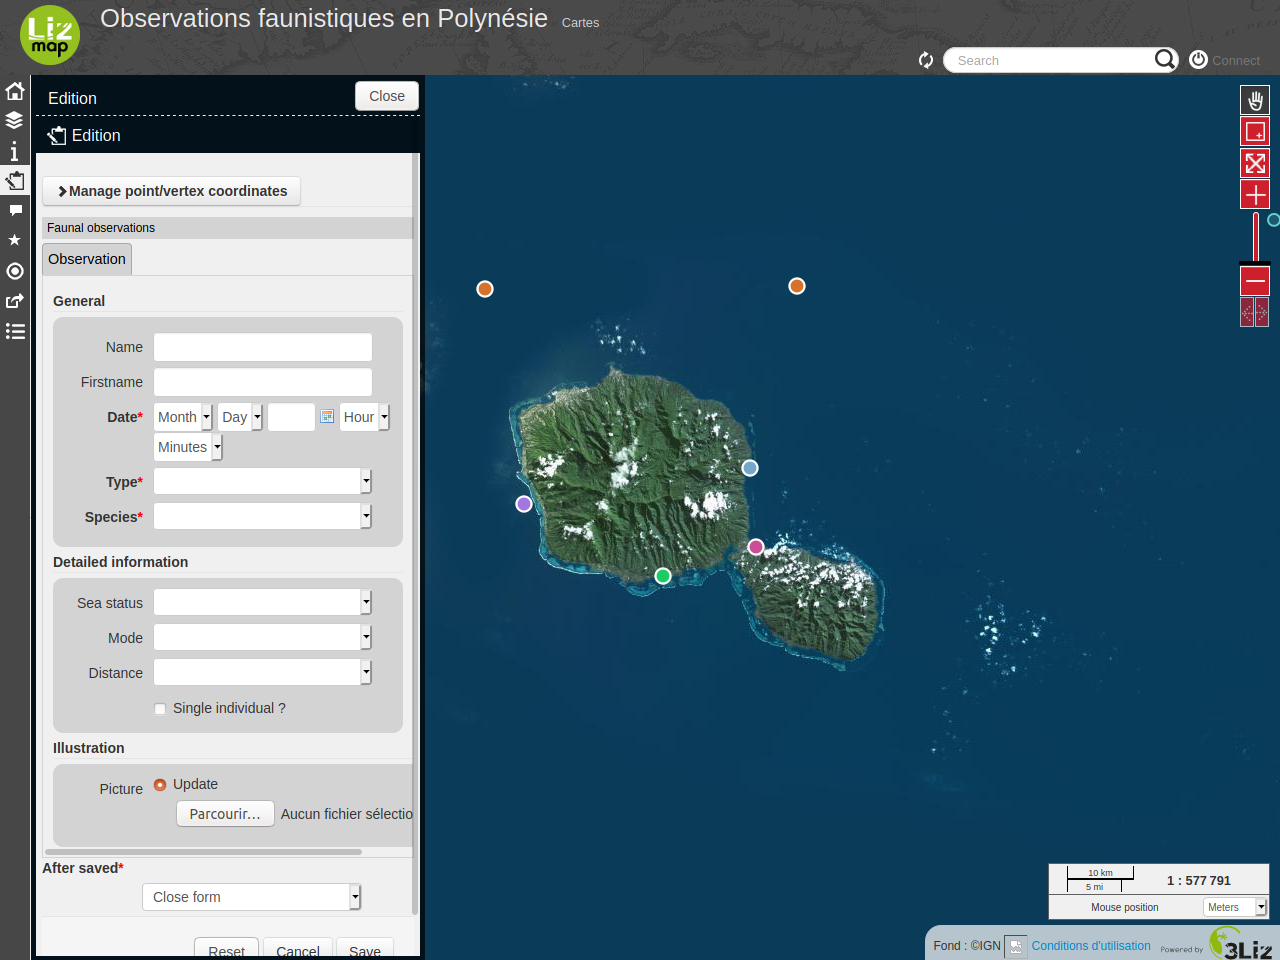 Liz
map
Observations faunistiques en Polynésie Cartes
Search
Connect
Edition
Close
Edition
Manage point/vertex coordinates
Faunal observations
Observation
General
Name
Firstname
Date* Month Day Hour
Minutes
Type*
Species*
Detailed information
Sea status
Mode
Distance
Single individual ?
Illustration
Picture Update
Parcourir... Aucun fichier sélectio
After saved*
Close form
Reset Cancel Save
10 km
5 mi
1 : 577 791
Mouse position Meters
Fond : ©IGN Conditions d'utilisation Powered by 3Liz